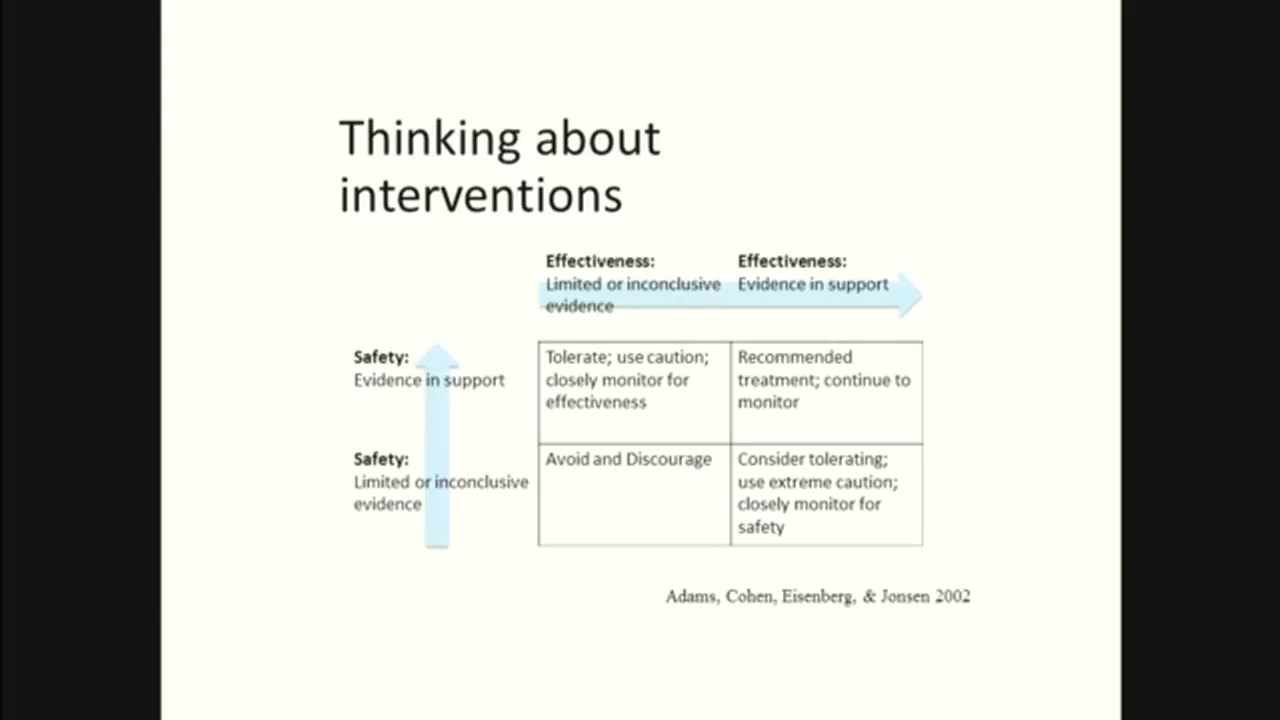 Thinking about
interventions
Effectiveness:
Limited or inconclusive
evidence
Effectiveness:
Evidence in support
Safety:
Evidence in support
Tolerate; use caution;
closely monitor for
effectiveness
Recommended
treatment; continue to
monitor
Safety:
Limited or inconclusive
evidence
Avoid and Discourage
Consider tolerating;
use extreme caution;
closely monitor for
safety
Adams, Cohen, Eisenberg, & Jonsen 2002